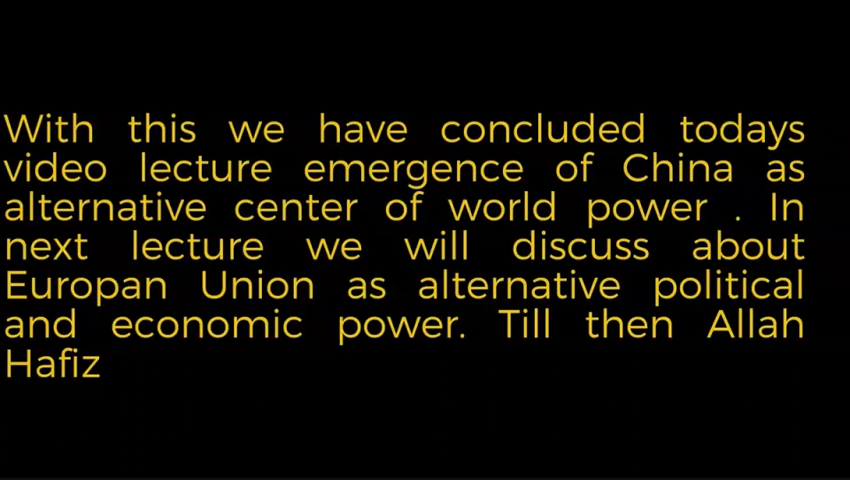 With this we have concluded todays
video lecture emergence of China as
alternative center of world power . In
next lecture we will discuss about
Europan Union as alternative political
and economic power. Till then Allah
Hafiz